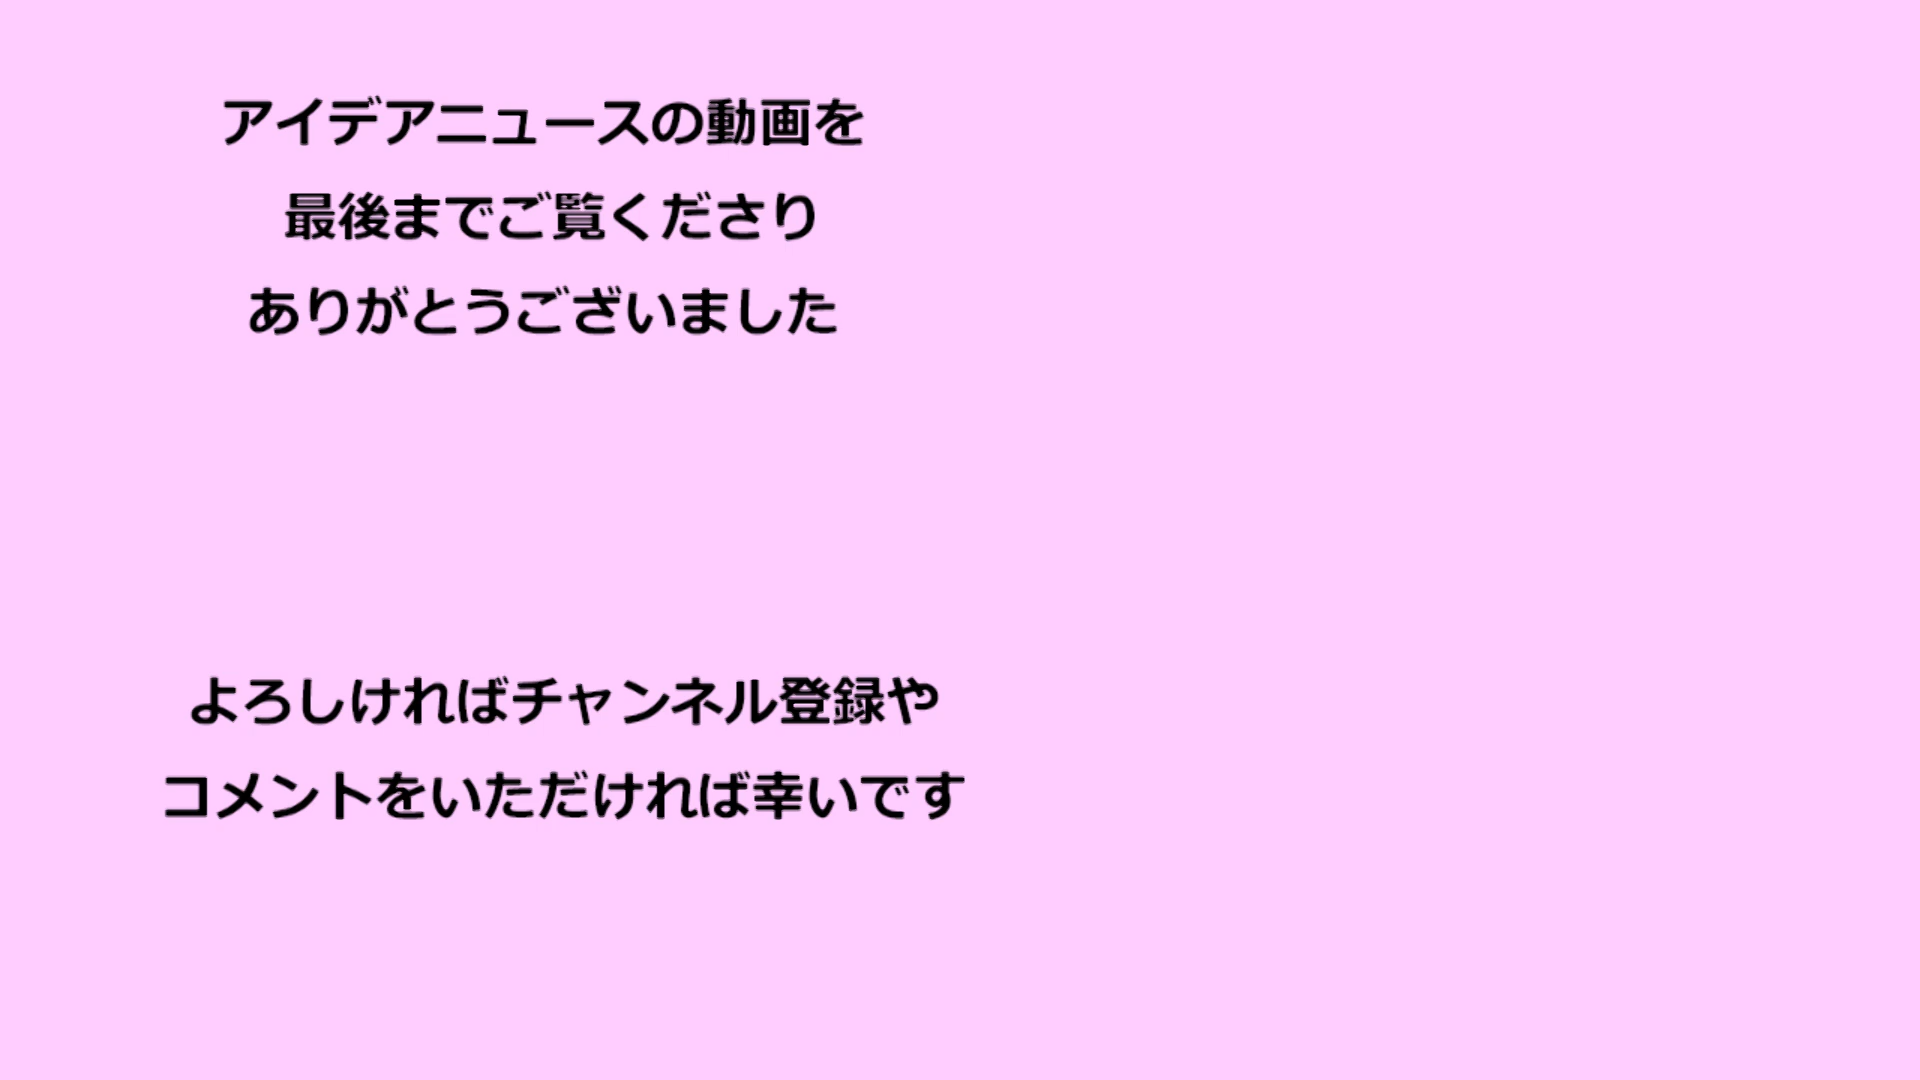 アイデアニュースの動画を
最後までご覧くださり
ありがとうございました
よろしければチャンネル登録や
コメントをいただければ幸いです